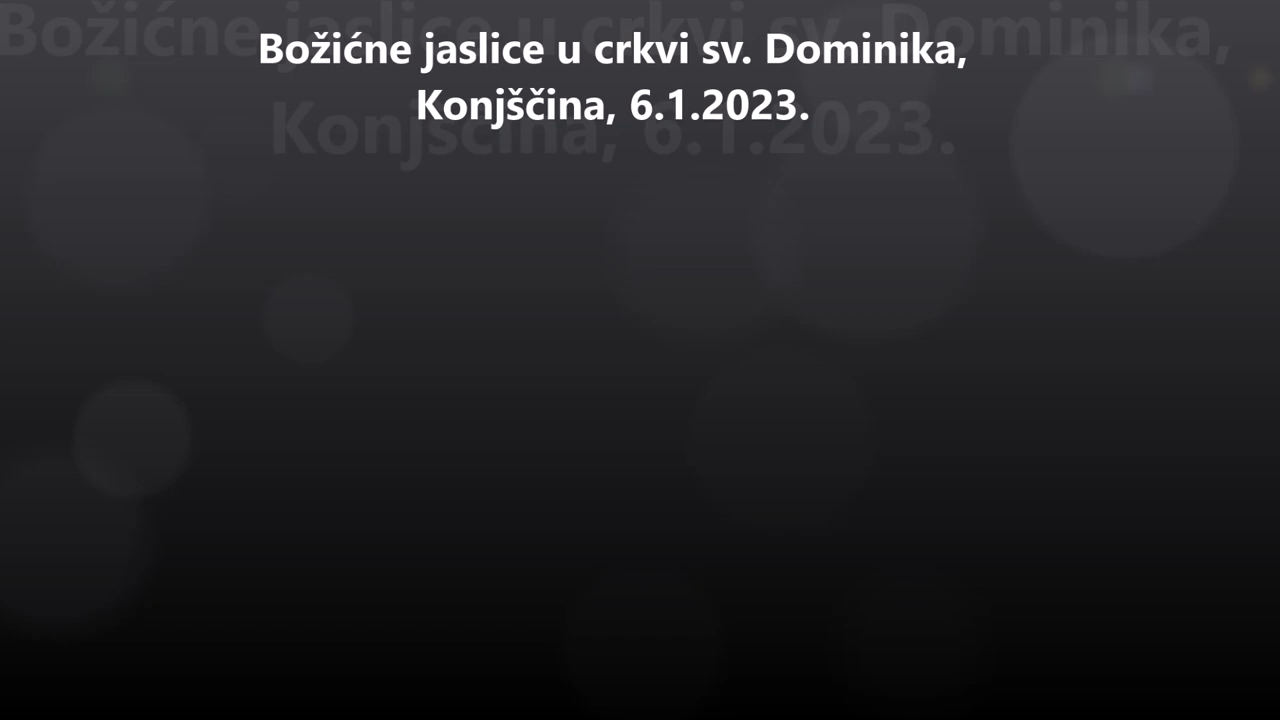 Božićne jaslice u crkvi sv. Dominika,
Konjščina, 6.1.2023.